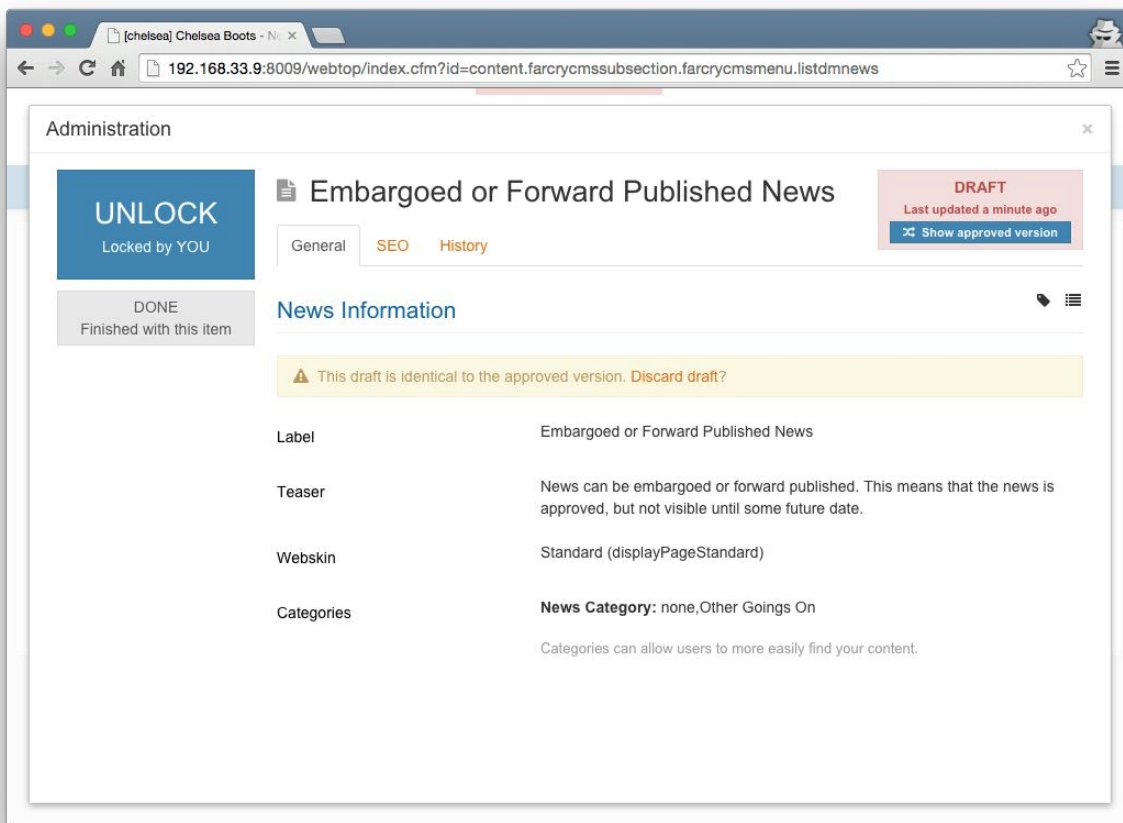 [chelsea] Chelsea Boots - Ne
192.168.33.9:8009/webtop/index.cfm?id=content.farcrycmssubsection.farcrycmsmenu.listdmnews
Administration
UNLOCK
Locked by YOU
DONE
Finished with this item
Embargoed or Forward Published News
DRAFT
Last updated a minute ago
Show approved version
General SEO History
News Information
This draft is identical to the approved version. Discard draft?
Label Embargoed or Forward Published News
Teaser News can be embargoed or forward published. This means that the news is
approved, but not visible until some future date.
Webskin Standard (displayPageStandard)
Categories News Category: none,Other Goings On
Categories can allow users to more easily find your content.